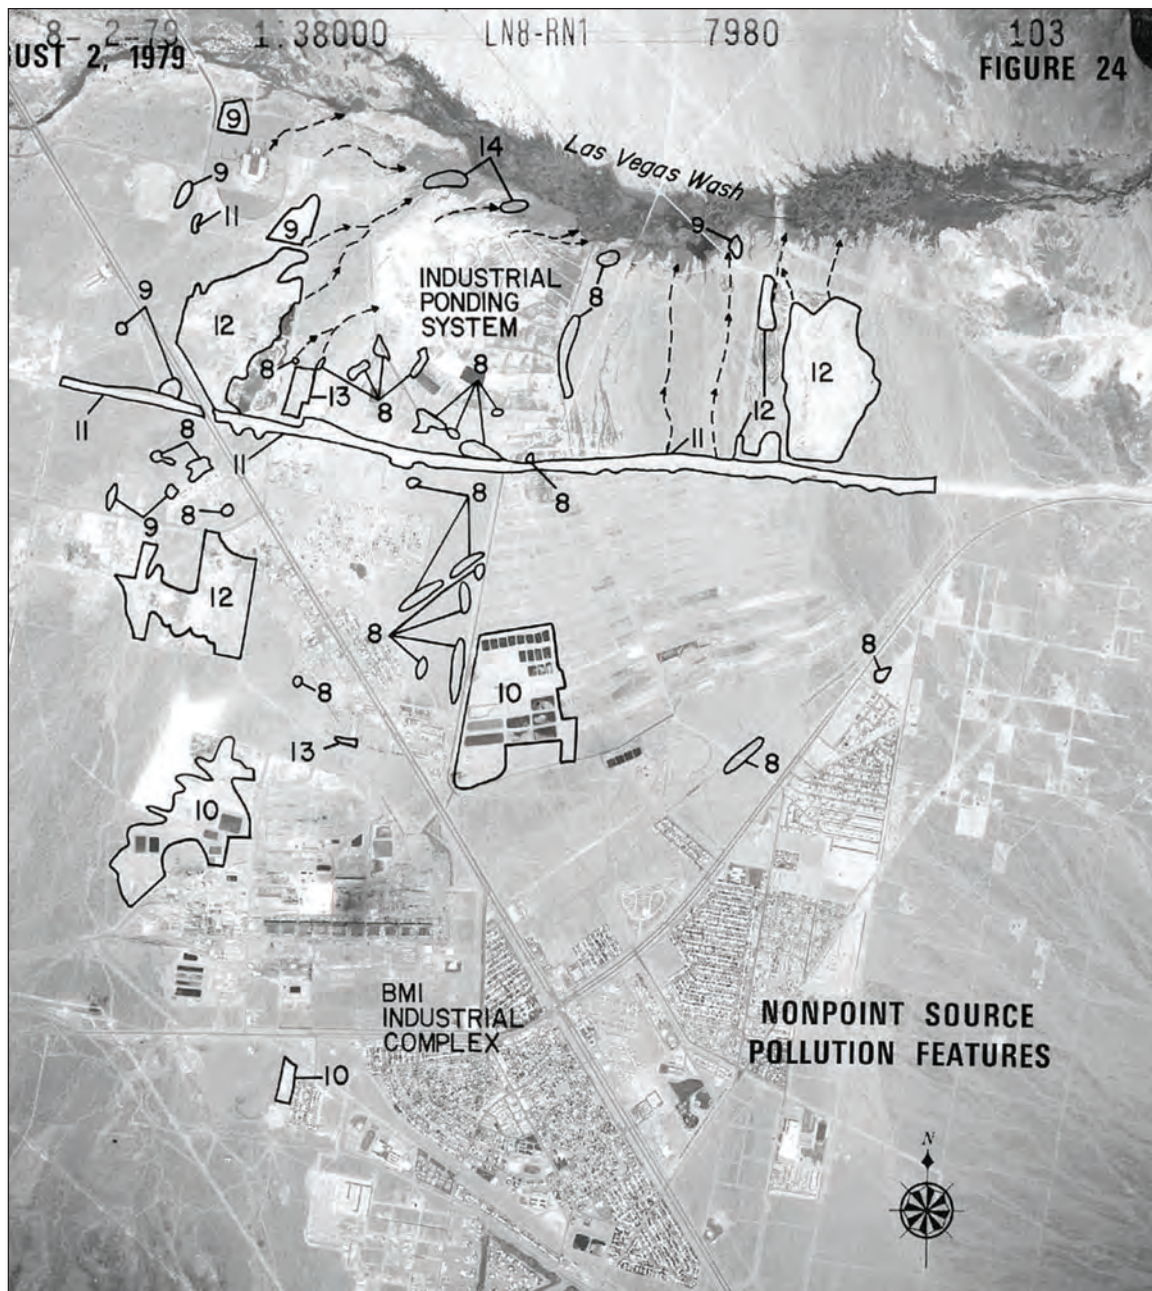 8- 2-79 1.38000 LN8-RN1 7980 103
UST 2, 1979
FIGURE 24
9
14
Las Vegas Wash
9
11
9
9
INDUSTRIAL
PONDING
SYSTEM
8
9
12
12
8
8
13
8
12
11
11
11
8
8
8
9
8
12
8
8
8
10
13
8
10
BMI
INDUSTRIAL
COMPLEX
NONPOINT SOURCE
POLLUTION FEATURES
10
N